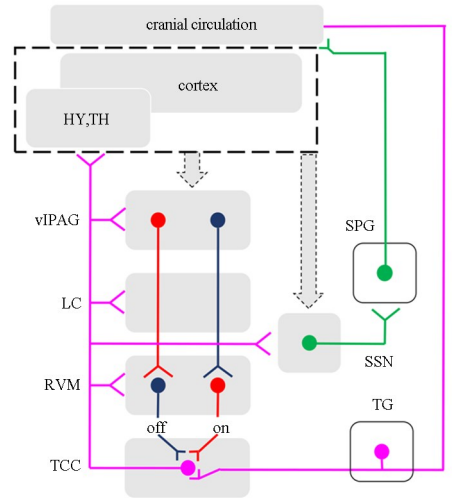 cranial circulation
cortex
HY,TH
vlPAG
SPG
LC
SSN
RVM
TG
off
on
TCC